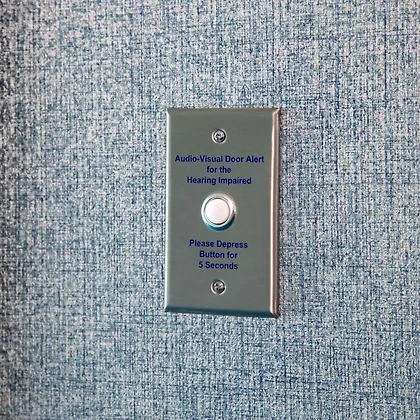 Audio-Visual Door Alert
for the
Hearing Impaired
Please Depress
Button for
5 Seconds